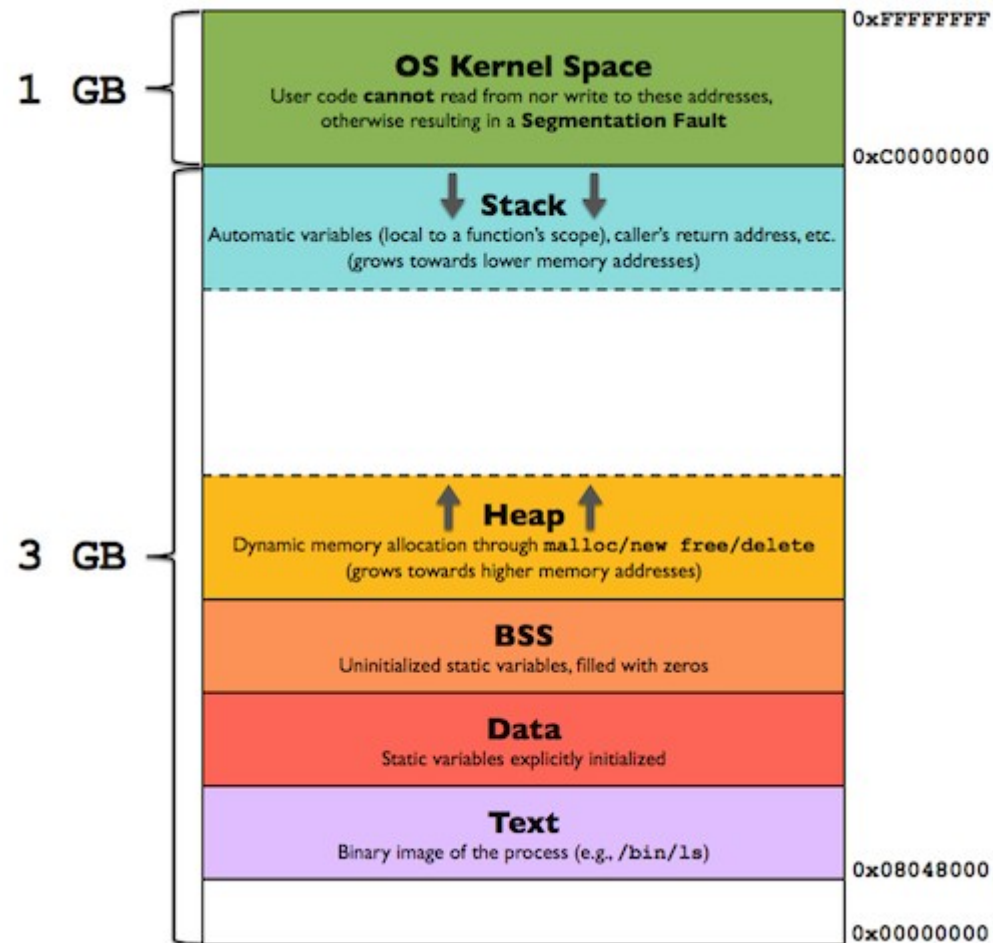 0xFFFFFFFF
1 GB
OS Kernel Space
User code cannot read from nor write to these addresses,
otherwise resulting in a Segmentation Fault
0xC0000000
Stack
Automatic variables (local to a function's scope), caller's return address, etc.
(grows towards lower memory addresses)
3 GB
Heap
Dynamic memory allocation through malloc/new free/delete
(grows towards higher memory addresses)
BSS
Uninitialized static variables, filled with zeros
Data
Static variables explicitly initialized
Text
Binary image of the process (e.g., /bin/ls)
0x08048000
0x00000000